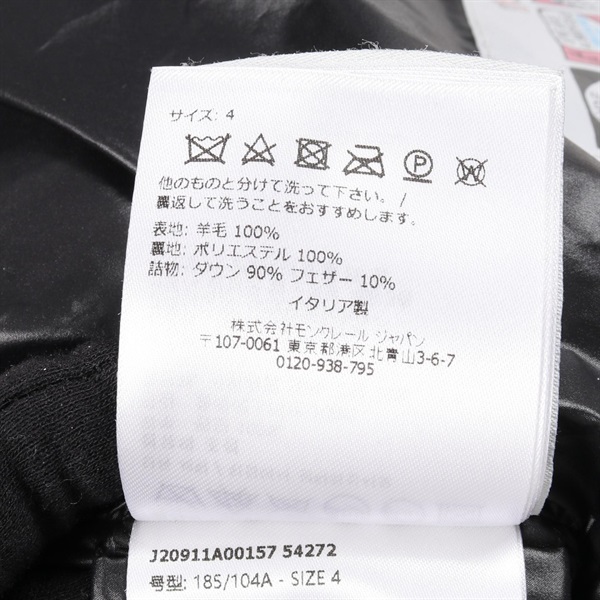 サイズ: 4
P W
他のものと分けて洗って下さい。 /
裏返して洗うことをおすすめします。
表地: 羊毛 100%
裏地: ポリエステル 100%
詰物: ダウン 90% フェザー 10%
イタリア製
株式会社モンクレール ジャパン
〒107-0061 東京都港区北青山3-6-7
0120-938-795
J20911A00157 54272
号型: 185/104A - SIZE 4